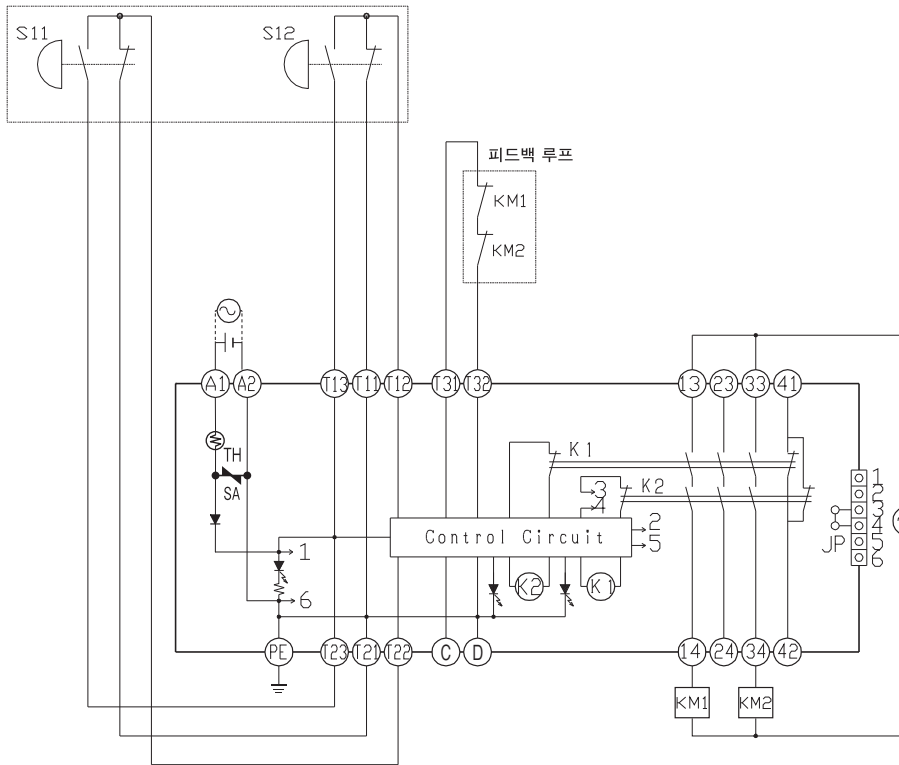 S11 S12
피드백 루프
KM1
KM2
A1 A2 T13 T11 T12 T31 T32 13 23 33 41
TH
SA
K1
K2
3
4
1
2
3
4
5
6
JP
Control Circuit
2
5
1
6
K2 K1
PE T23 T21 T22 C D 14 24 34 42
KM1 KM2